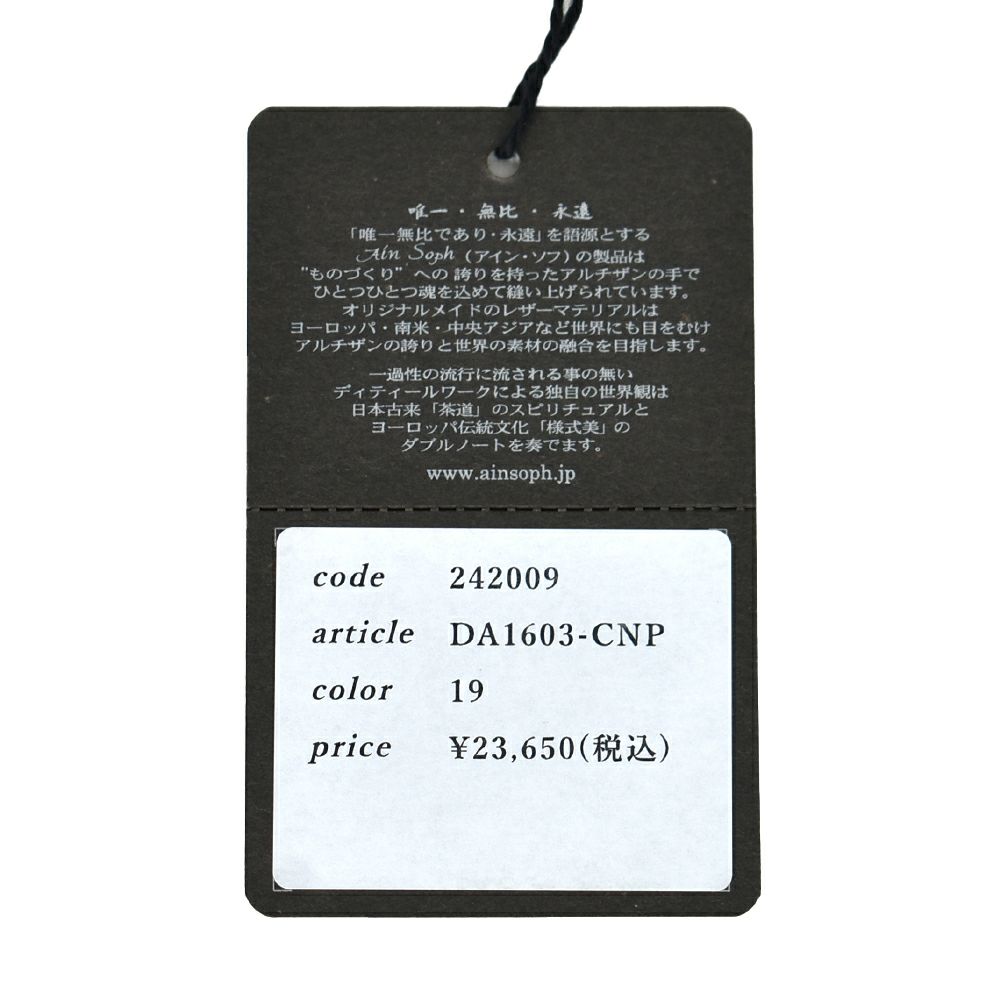 唯一・無比・永遠
「唯一無比であり・永遠」を語源とする
Ain Soph (アイン・ソフ)の製品は
"ものづくり"への誇りを持ったアルチザンの手で
ひとつひとつ魂を込めて縫い上げられています。
オリジナルメイドのレザーマテリアルは
ヨーロッパ・南米・中央アジアなど世界にも目をむけ
アルチザンの誇りと世界の素材の融合を目指します。
一過性の流行に流される事の無い
ディティールワークによる独自の世界観は
日本古来「茶道」のスピリチュアルと
ヨーロッパ伝統文化「様式美」の
ダブルノートを奏でます。
www.ainsoph.jp
code 242009
article DA1603-CNP
color 19
price ¥23,650(税込)